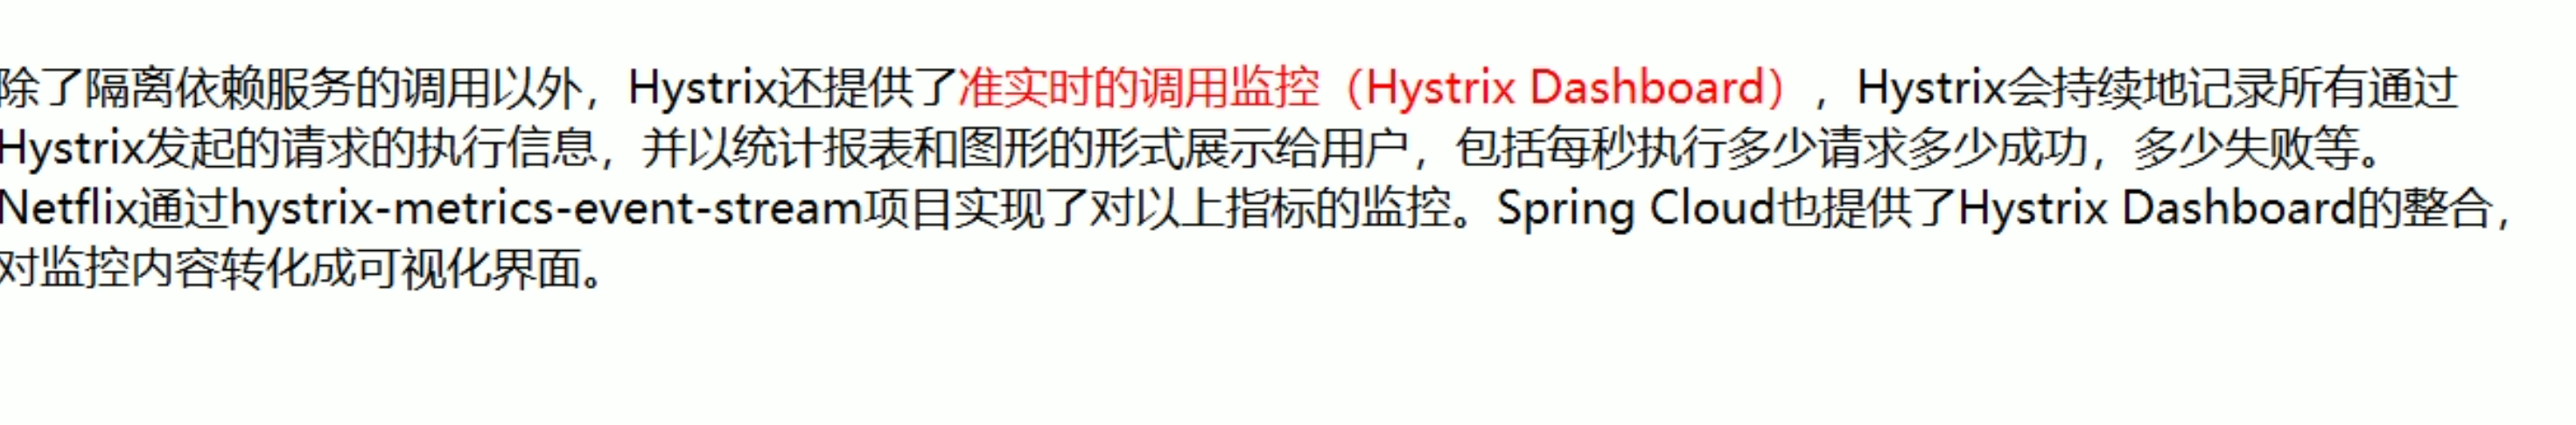 除了隔离依赖服务的调用以外，Hystrix还提供了准实时的调用监控（Hystrix Dashboard），Hystrix会持续地记录所有通过
Hystrix发起的请求的执行信息，并以统计报表和图形的形式展示给用户，包括每秒执行多少请求多少成功，多少失败等。
Netflix通过hystrix-metrics-event-stream项目实现了对以上指标的监控。Spring Cloud也提供了Hystrix Dashboard的整合，
对监控内容转化成可视化界面。